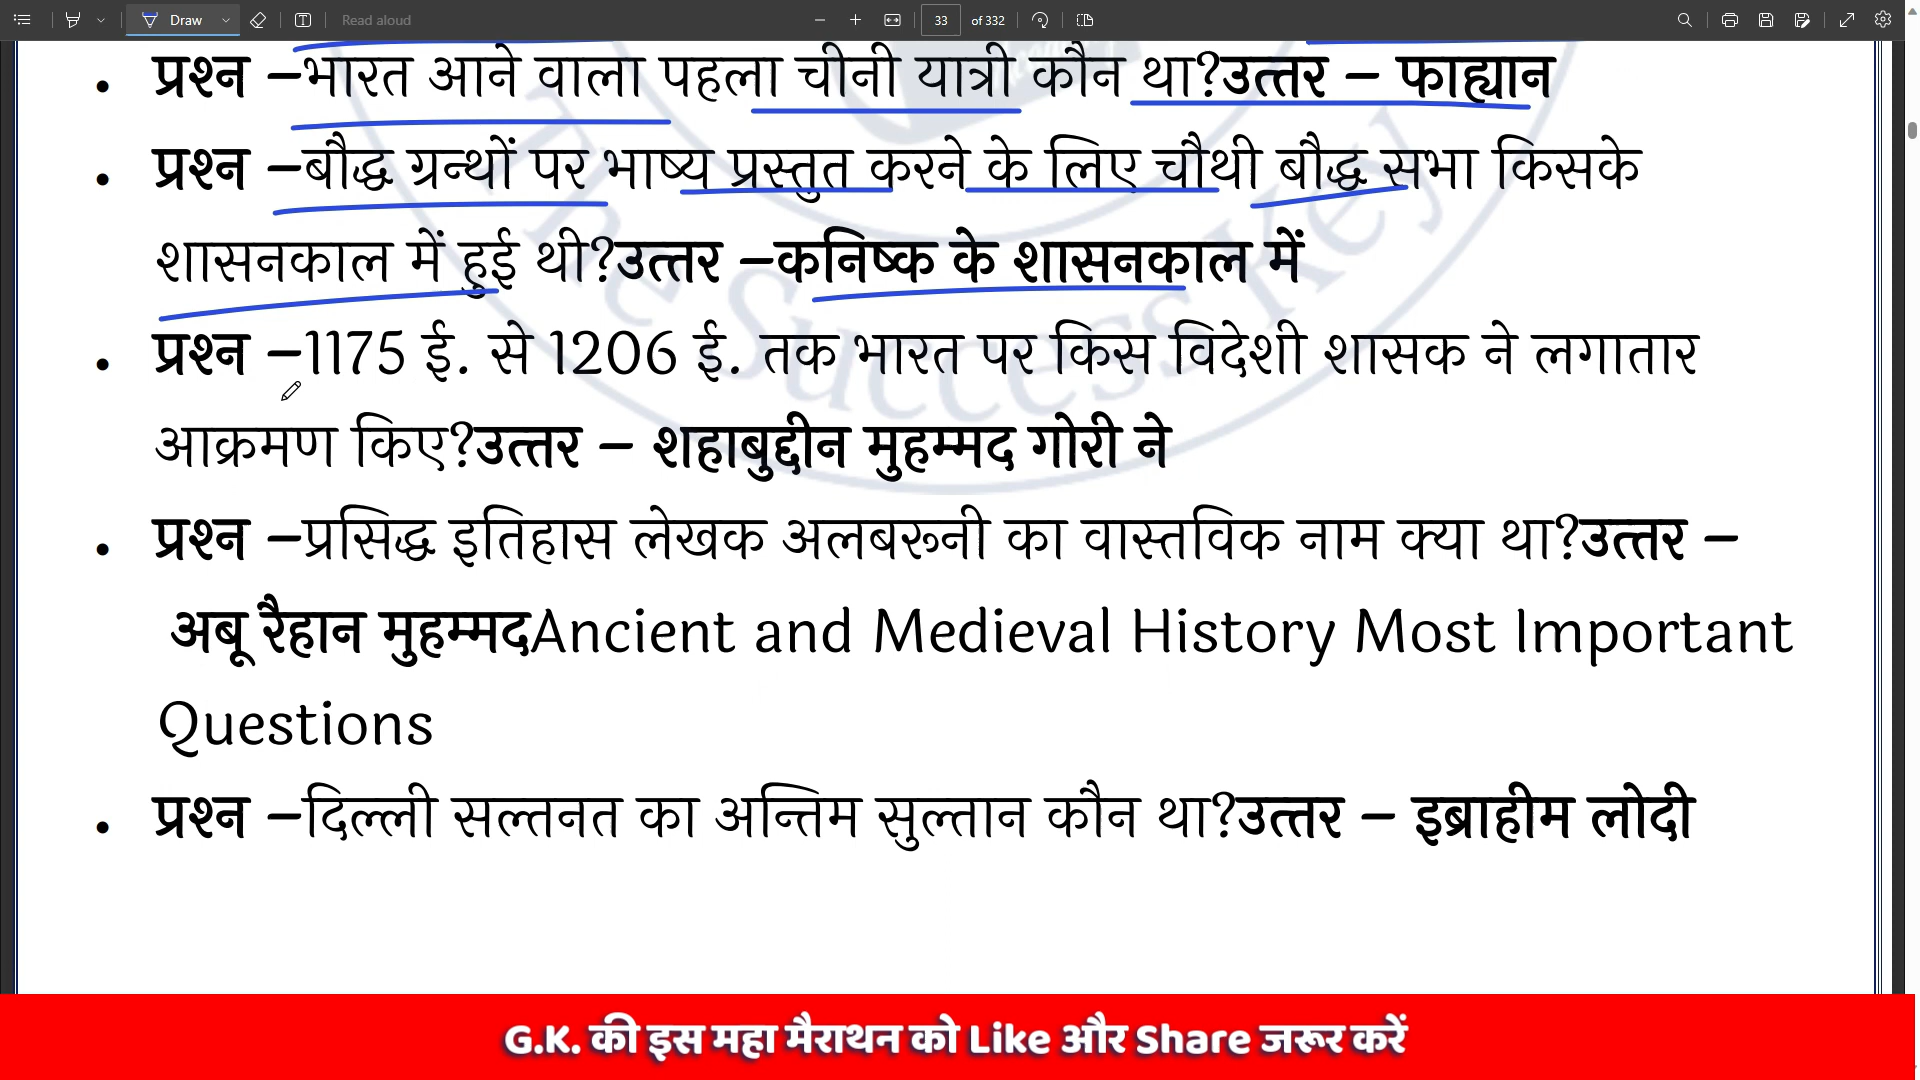 Draw
Read aloud
33 of 332
प्रश्न –भारत आने वाला पहला चीनी यात्री कौन था?उत्तर – फाह्यान
प्रश्न –बौद्ध ग्रन्थों पर भाष्य प्रस्तुत करने के लिए चौथी बौद्ध सभा किसके
शासनकाल में हुई थी?उत्तर –कनिष्क के शासनकाल में
प्रश्न –1175 ई. से 1206 ई. तक भारत पर किस विदेशी शासक ने लगातार
आक्रमण किए?उत्तर – शहाबुद्दीन मुहम्मद गोरी ने
प्रश्न –प्रसिद्ध इतिहास लेखक अलबरूनी का वास्तविक नाम क्या था?उत्तर –
अबू रैहान मुहम्मदAncient and Medieval History Most Important
Questions
प्रश्न –दिल्ली सल्तनत का अन्तिम सुल्तान कौन था?उत्तर – इब्राहीम लोदी
The Success Key
G.K. की इस महा मैराथन को Like और Share जरूर करें